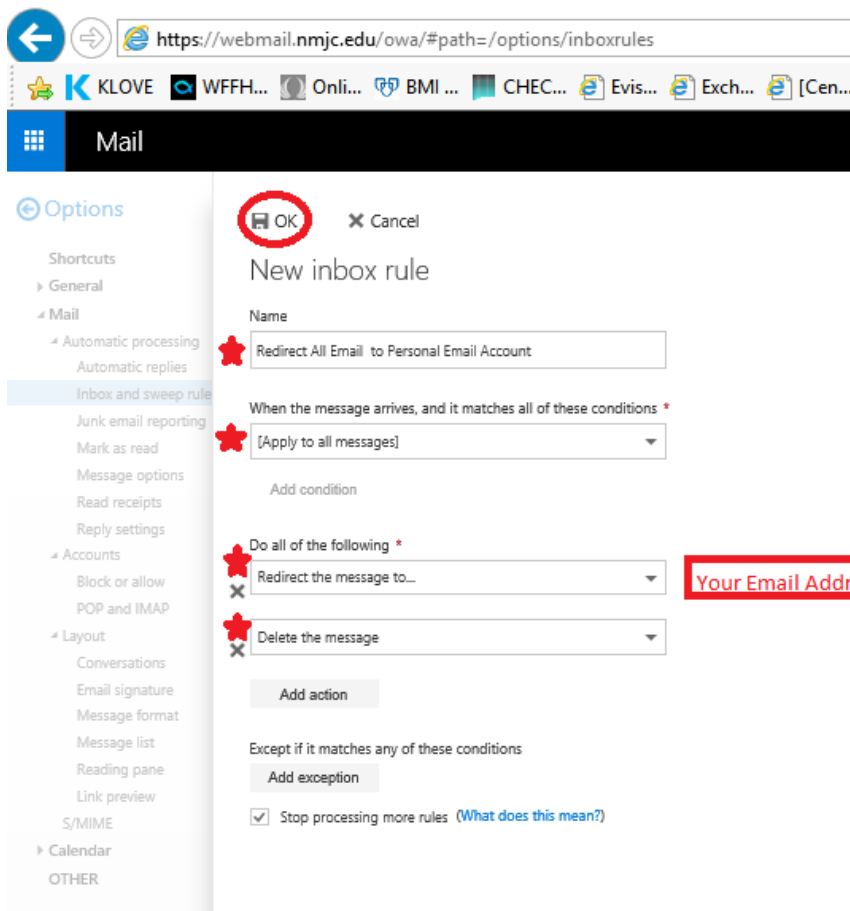 https://webmail.nmjc.edu/owa/#path=/options/inboxrules
KLOVE WFFH... Onli... BMI ... CHEC... Evis... Exch... [Cen...
Mail
Options
OK Cancel
Shortcuts
New inbox rule
General
Mail
Name
Automatic processing
Redirect All Email to Personal Email Account
Automatic replies
Inbox and sweep rule
When the message arrives, and it matches all of these conditions *
Junk email reporting
[Apply to all messages]
Mark as read
Message options
Add condition
Read receipts
Reply settings
Do all of the following *
Accounts
Redirect the message to...
Your Email Addr
Block or allow
POP and IMAP
Layout
Delete the message
Conversations
Email signature
Add action
Message format
Message list
Except if it matches any of these conditions
Reading pane
Add exception
Link preview
Stop processing more rules (What does this mean?)
S/MIME
Calendar
OTHER